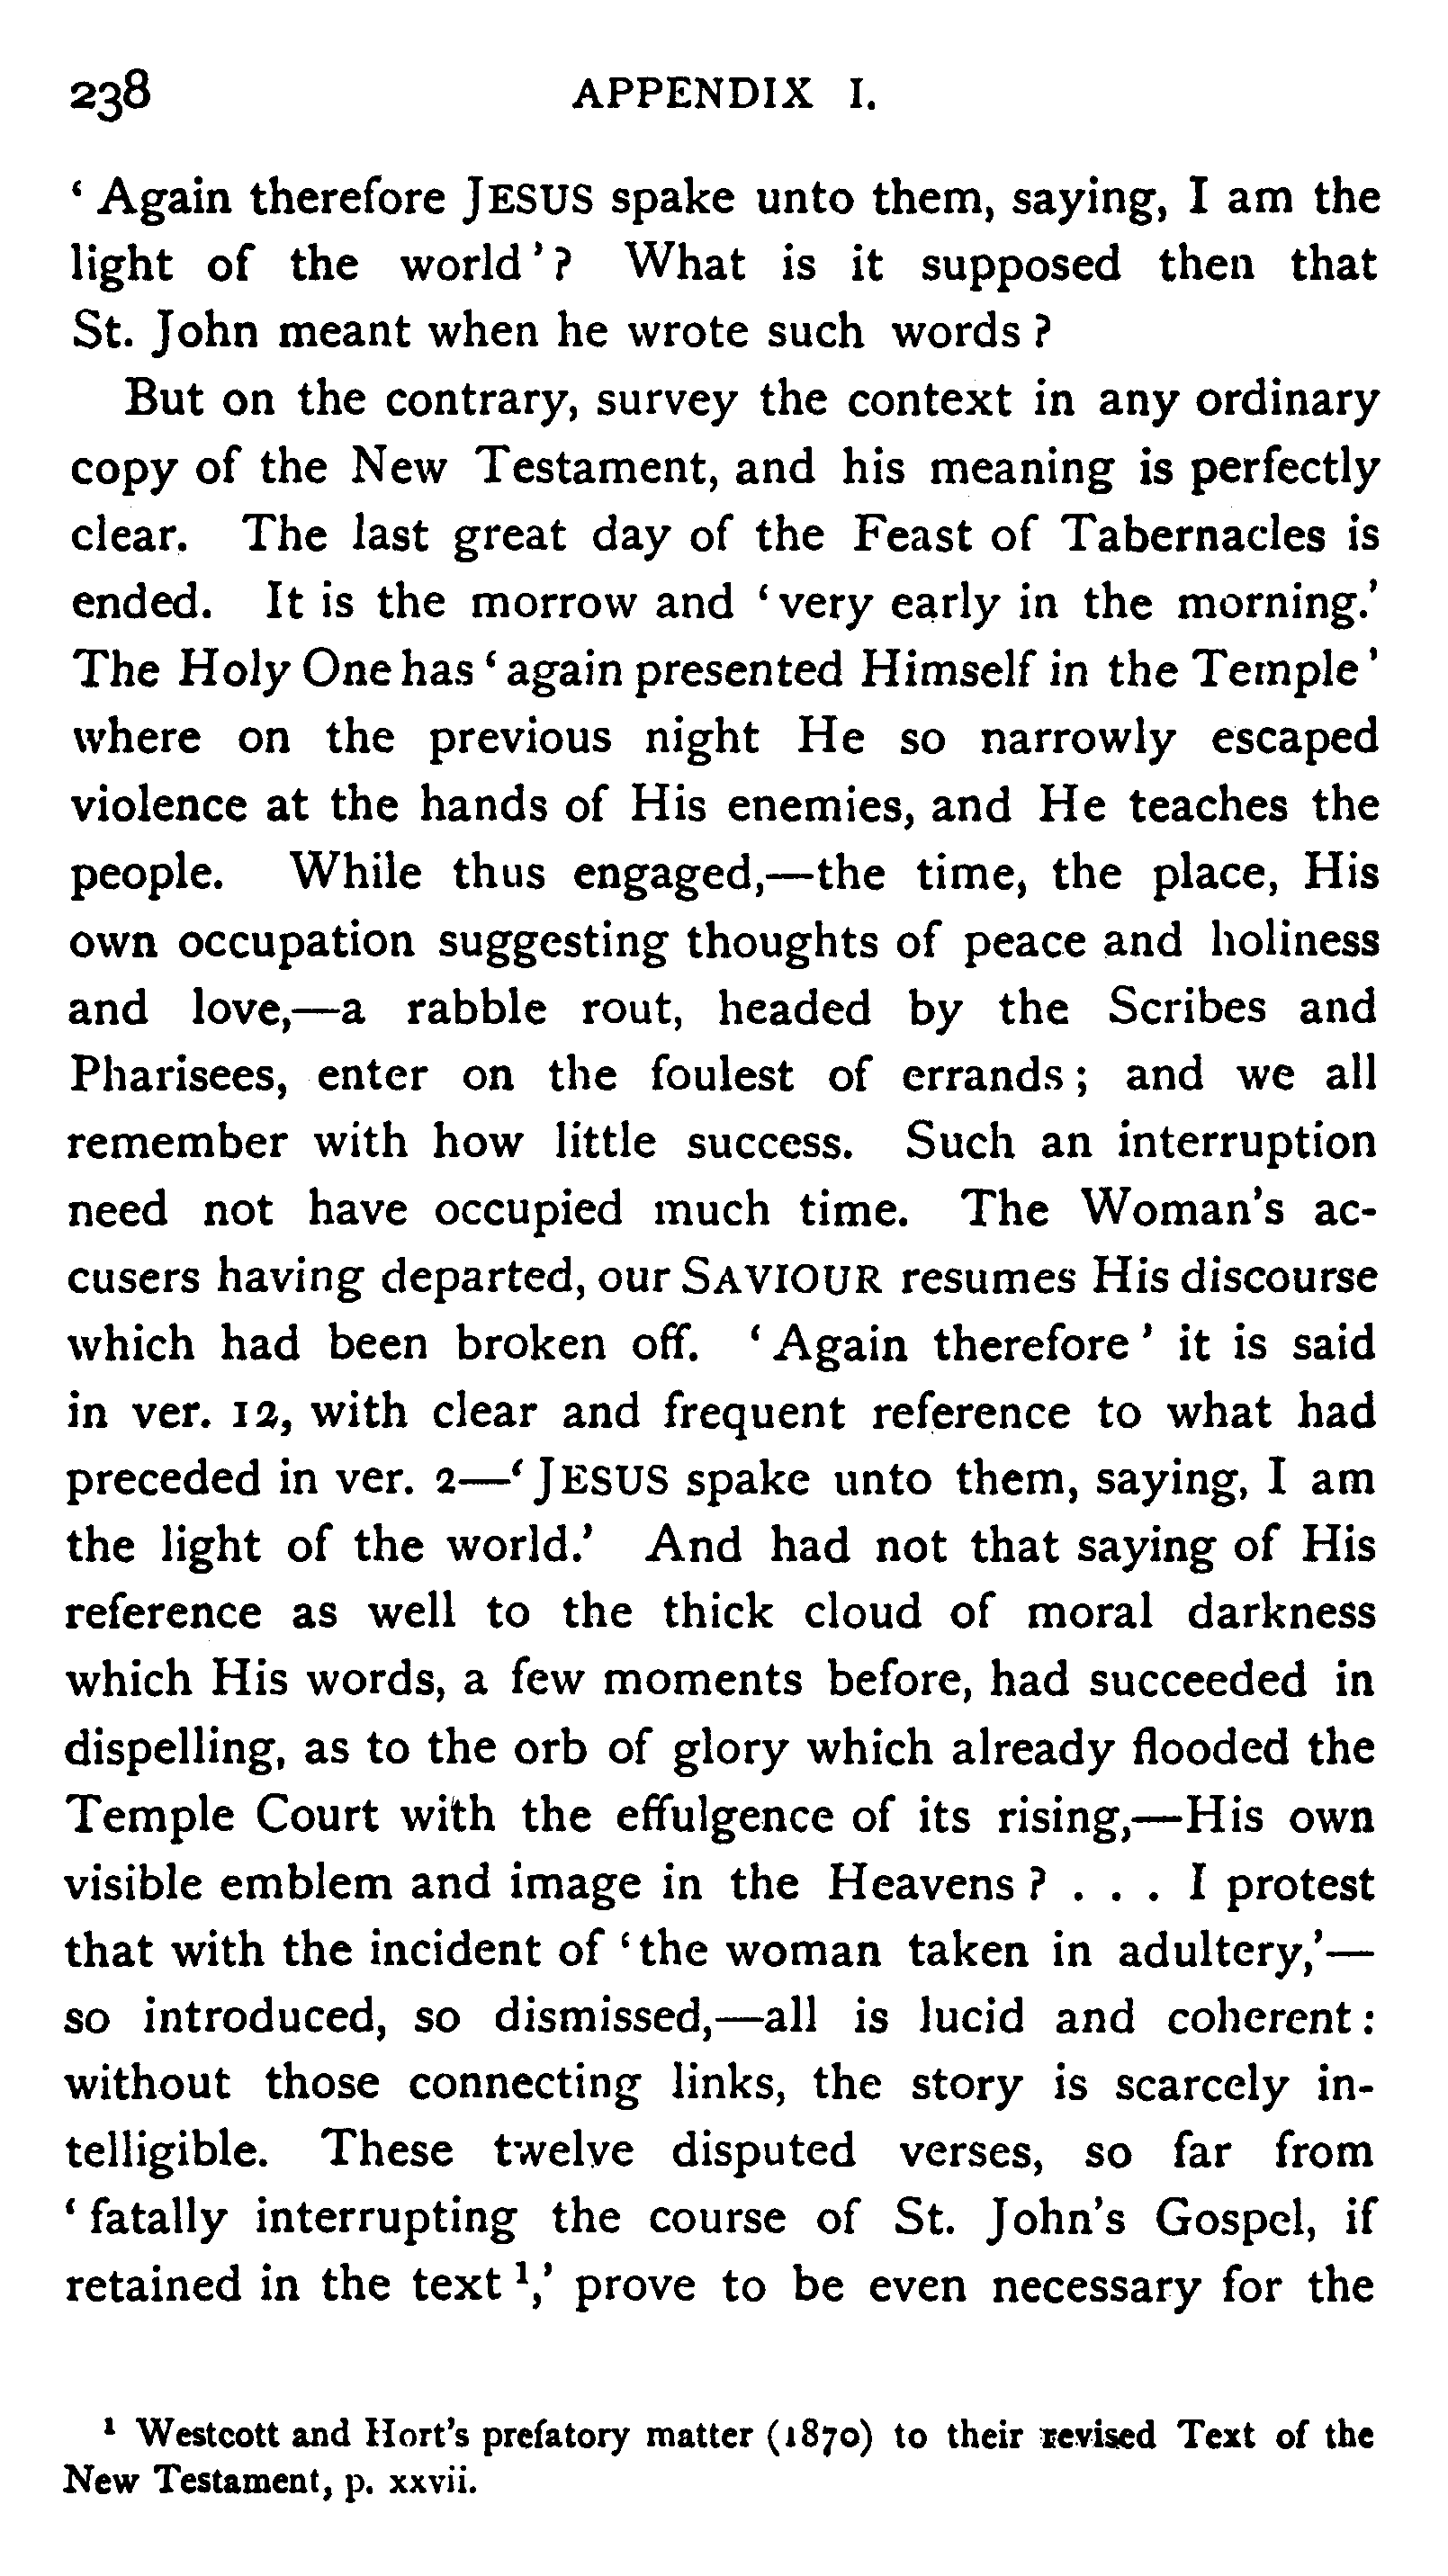 238 APPENDIX I.
‘ Again therefore JESUS spake unto them, saying, I am the
light of the world ’ ? What is it supposed then that
St. John meant when he wrote such words ?
But on the contrary, survey the context in any ordinary
copy of the New Testament, and his meaning is perfectly
clear. The last great day of the Feast of Tabernacles is
ended. It is the morrow and ‘ very early in the morning.’
The Holy One has ‘ again presented Himself in the Temple ’
where on the previous night He so narrowly escaped
violence at the hands of His enemies, and He teaches the
people. While thus engaged,—the time, the place, His
own occupation suggesting thoughts of peace and holiness
and love,—a rabble rout, headed by the Scribes and
Pharisees, enter on the foulest of errands ; and we all
remember with how little success. Such an interruption
need not have occupied much time. The Woman’s ac-
cusers having departed, our SAVIOUR resumes His discourse
which had been broken off. ‘ Again therefore ’ it is said
in ver. 12, with clear and frequent reference to what had
preceded in ver. 2—‘ JESUS spake unto them, saying, I am
the light of the world.’ And had not that saying of His
reference as well to the thick cloud of moral darkness
which His words, a few moments before, had succeeded in
dispelling, as to the orb of glory which already flooded the
Temple Court with the effulgence of its rising,—His own
visible emblem and image in the Heavens ? . . . I protest
that with the incident of ‘ the woman taken in adultery,’—
so introduced, so dismissed,—all is lucid and coherent :
without those connecting links, the story is scarcely in-
telligible. These twelve disputed verses, so far from
‘ fatally interrupting the course of St. John’s Gospel, if
retained in the text ¹,’ prove to be even necessary for the
¹ Westcott and Hort’s prefatory matter (1870) to their revised Text of the
New Testament, p. xxvii.